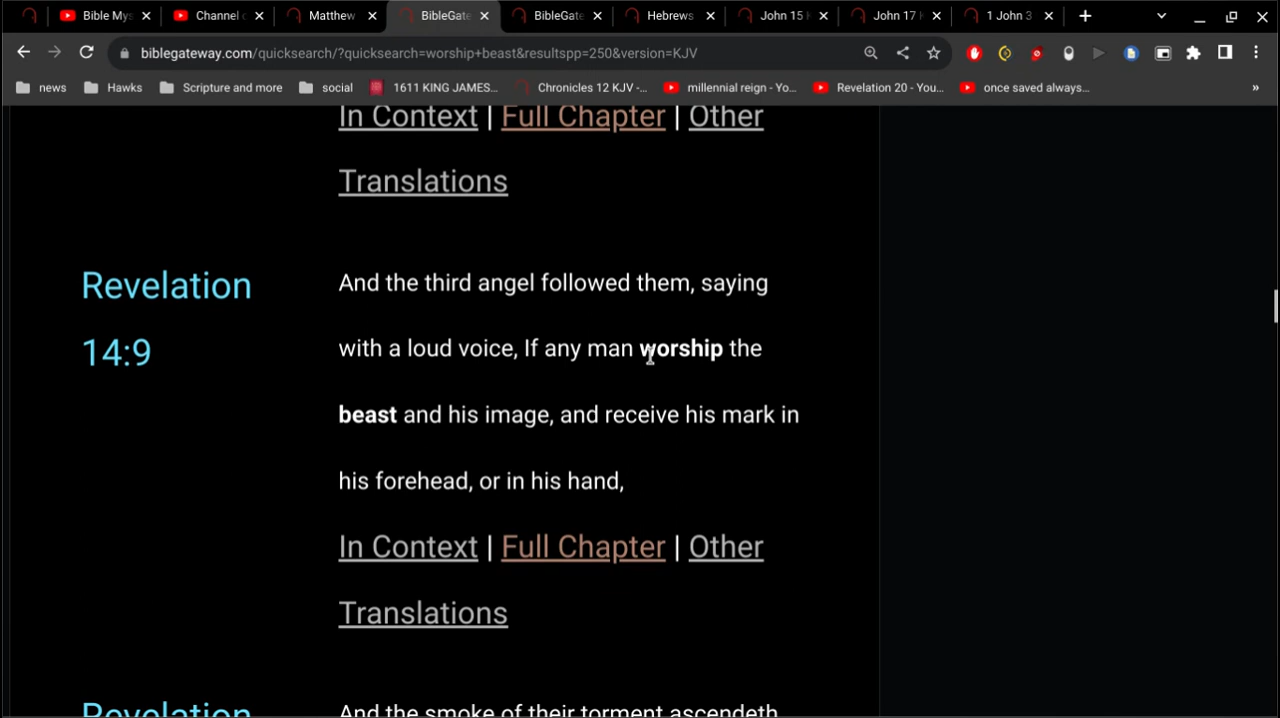 Bible My
Channel
Matthew
BibleGate
BibleGate
Hebrews
John 15
John 17
1 John 3
biblegateway.com/quicksearch/?quicksearch=worship+beast&resultspp=250&version=KJV
news
Hawks
Scripture and more
social
1611 KING JAMES...
Chronicles 12 KJV -...
millennial reign - Yo...
Revelation 20 - You...
once saved always...
»
In Context | Full Chapter | Other
Translations
Revelation
14:9
And the third angel followed them, saying
with a loud voice, If any man worship the
beast and his image, and receive his mark in
his forehead, or in his hand,
In Context | Full Chapter | Other
Translations
Revelation
And the smoke of their torment ascendeth